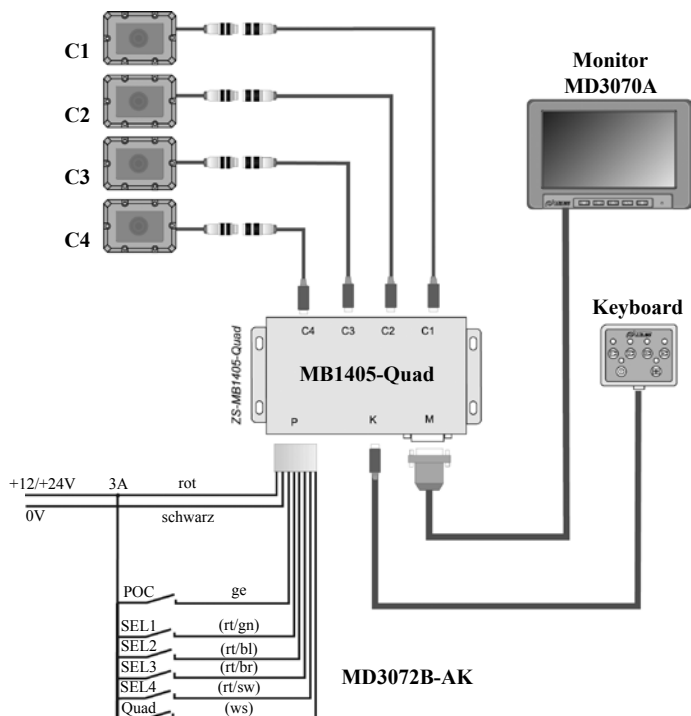 C1
C2
C3
C4
Monitor
MD3070A
Keyboard
C4 C3 C2 C1
ZS-MB1405-Quad
MB1405-Quad
P K M
+12/+24V 3A rot
0V schwarz
POC ge
SEL1 (rt/gn)
SEL2 (rt/bl)
SEL3 (rt/br)
SEL4 (rt/sw)
Quad (ws)
MD3072B-AK